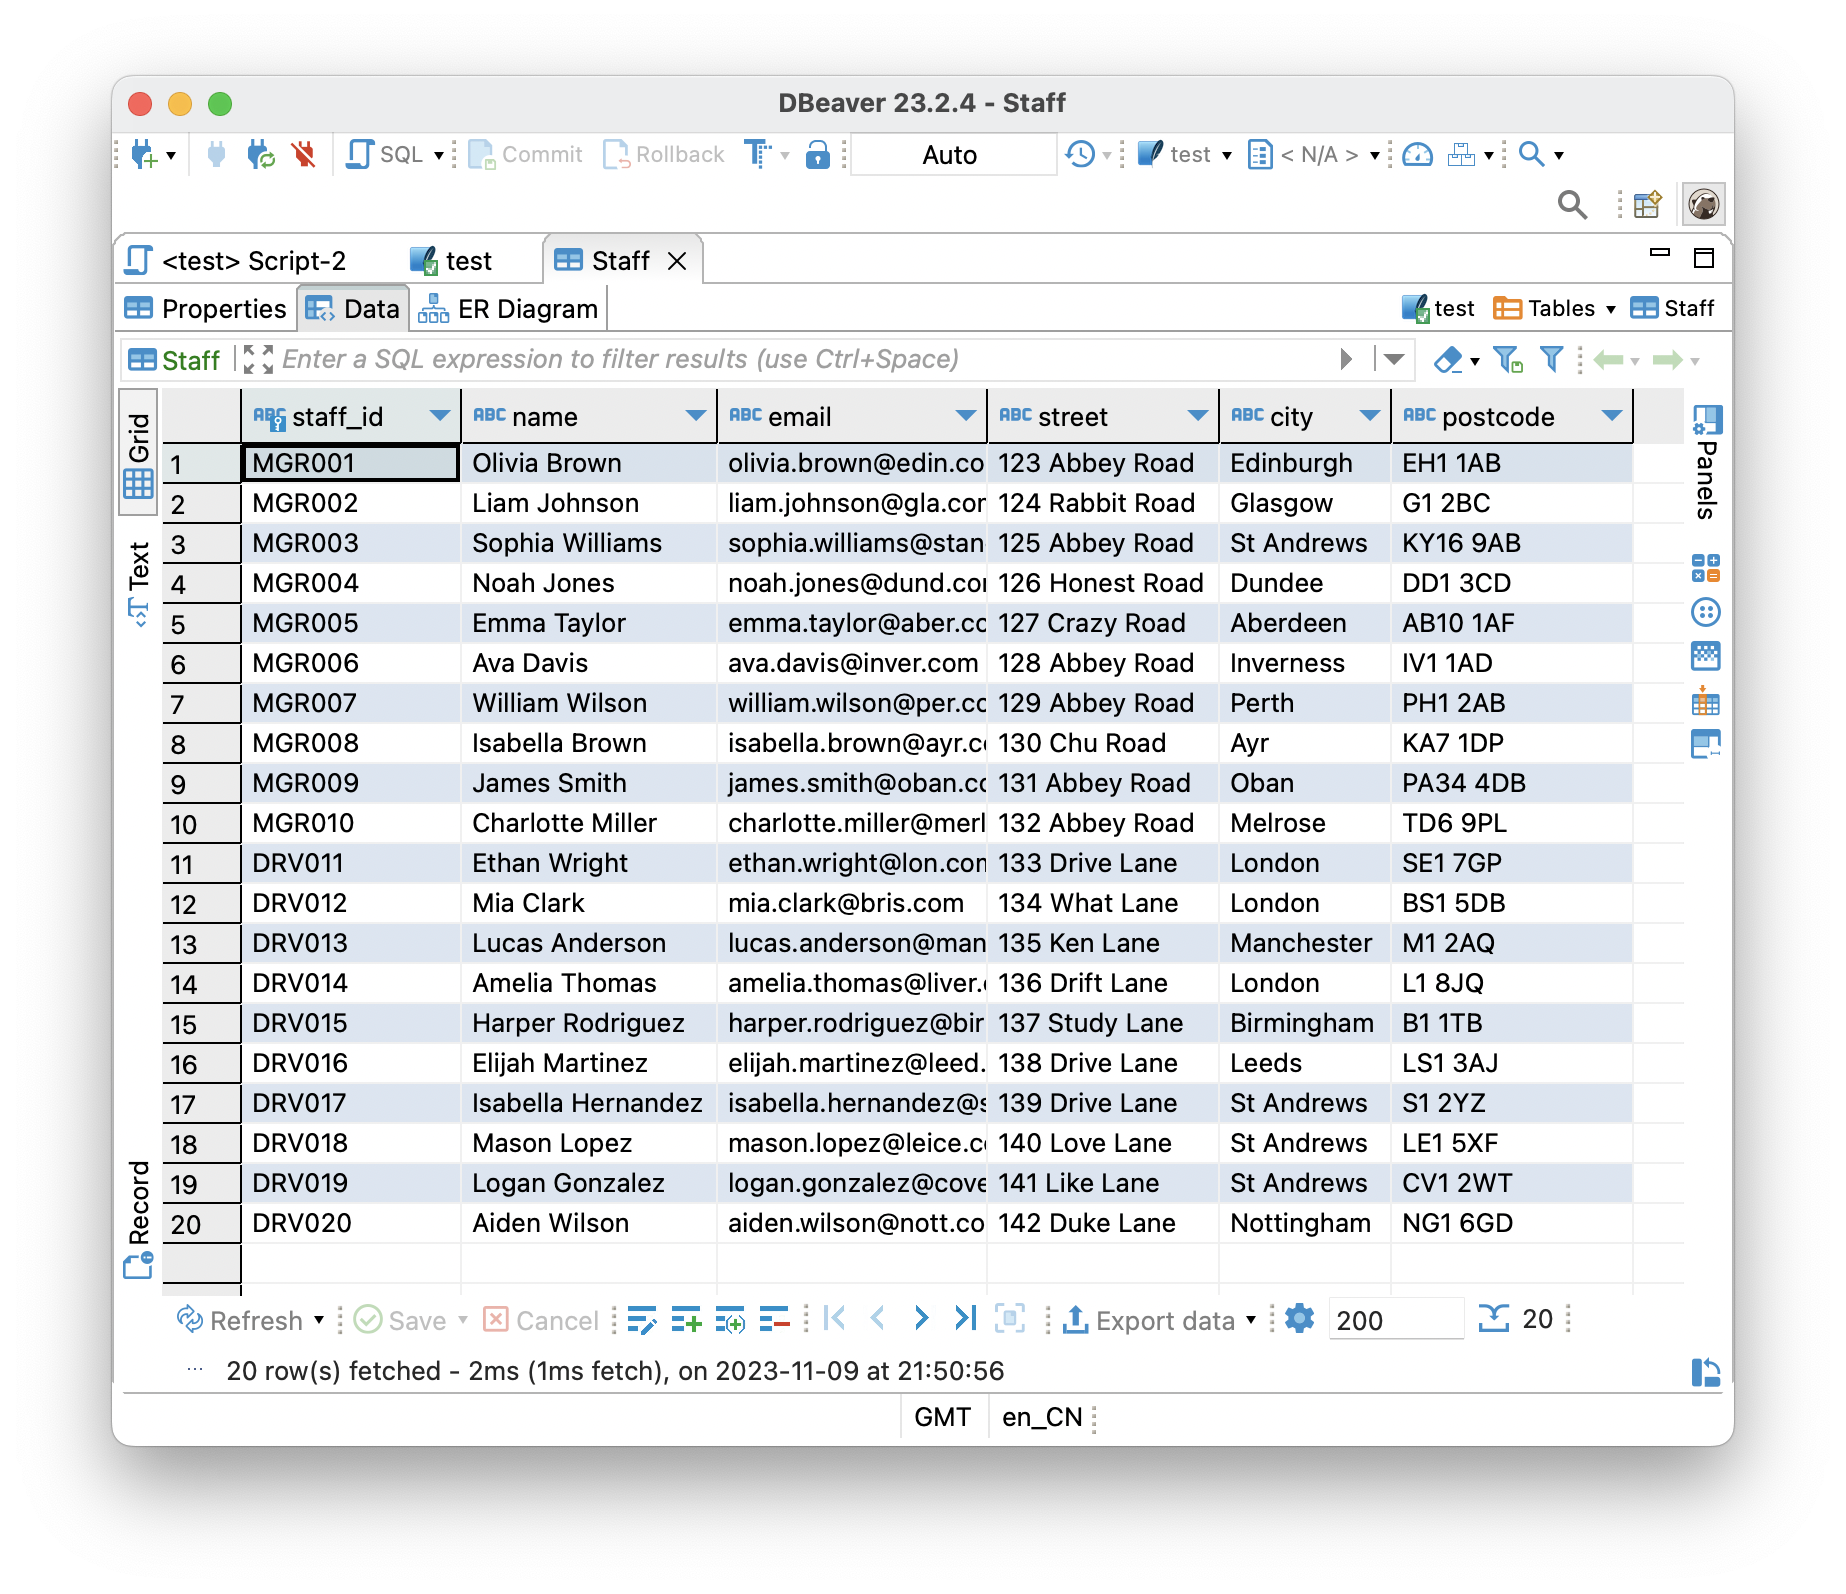 DBeaver 23.2.4 - Staff
SQL Commit Rollback Auto test < N/A >
<test> Script-2 test Staff
Properties Data ER Diagram test Tables Staff
Staff Enter a SQL expression to filter results (use Ctrl+Space)
Grid
Text
Record
Panels
ABC staff_id ABC name ABC email ABC street ABC city ABC postcode
1 MGR001 Olivia Brown olivia.brown@edin.co 123 Abbey Road Edinburgh EH1 1AB
2 MGR002 Liam Johnson liam.johnson@gla.cor 124 Rabbit Road Glasgow G1 2BC
3 MGR003 Sophia Williams sophia.williams@stan 125 Abbey Road St Andrews KY16 9AB
4 MGR004 Noah Jones noah.jones@dund.co 126 Honest Road Dundee DD1 3CD
5 MGR005 Emma Taylor emma.taylor@aber.cc 127 Crazy Road Aberdeen AB10 1AF
6 MGR006 Ava Davis ava.davis@inver.com 128 Abbey Road Inverness IV1 1AD
7 MGR007 William Wilson william.wilson@per.cc 129 Abbey Road Perth PH1 2AB
8 MGR008 Isabella Brown isabella.brown@ayr.c 130 Chu Road Ayr KA7 1DP
9 MGR009 James Smith james.smith@oban.cc 131 Abbey Road Oban PA34 4DB
10 MGR010 Charlotte Miller charlotte.miller@merl 132 Abbey Road Melrose TD6 9PL
11 DRV011 Ethan Wright ethan.wright@lon.con 133 Drive Lane London SE1 7GP
12 DRV012 Mia Clark mia.clark@bris.com 134 What Lane London BS1 5DB
13 DRV013 Lucas Anderson lucas.anderson@man 135 Ken Lane Manchester M1 2AQ
14 DRV014 Amelia Thomas amelia.thomas@liver. 136 Drift Lane London L1 8JQ
15 DRV015 Harper Rodriguez harper.rodriguez@bir 137 Study Lane Birmingham B1 1TB
16 DRV016 Elijah Martinez elijah.martinez@leed. 138 Drive Lane Leeds LS1 3AJ
17 DRV017 Isabella Hernandez isabella.hernandez@s 139 Drive Lane St Andrews S1 2YZ
18 DRV018 Mason Lopez mason.lopez@leice.c 140 Love Lane St Andrews LE1 5XF
19 DRV019 Logan Gonzalez logan.gonzalez@cove 141 Like Lane St Andrews CV1 2WT
20 DRV020 Aiden Wilson aiden.wilson@nott.co 142 Duke Lane Nottingham NG1 6GD
Refresh Save Cancel Export data 200 20
20 row(s) fetched - 2ms (1ms fetch), on 2023-11-09 at 21:50:56
GMT en_CN